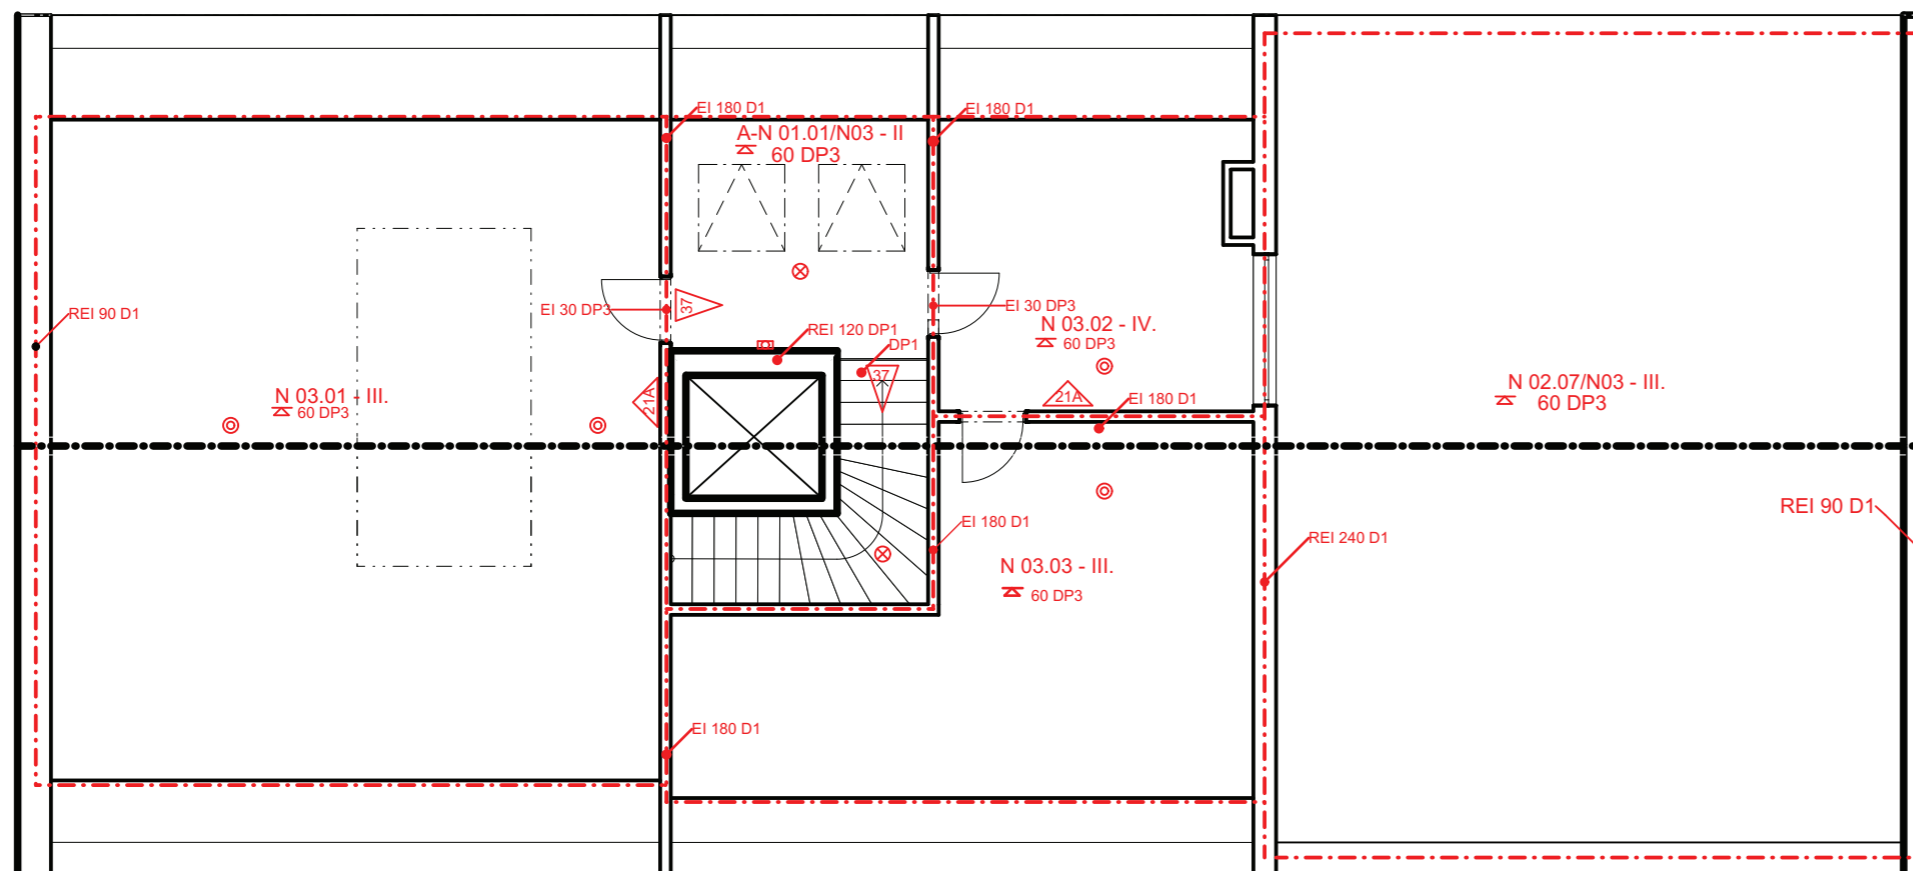 EI 180 D1
EI 180 D1
A-N 01.01/N03 - II
60 DP3
REI 90 D1
EI 30 DP3
37
EI 30 DP3
REI 120 DP1
DP1
37
N 03.02 - IV.
60 DP3
N 03.01 - III.
60 DP3
21A
21A
EI 180 D1
N 02.07/N03 - III.
60 DP3
REI 90 D1
EI 180 D1
REI 240 D1
N 03.03 - III.
60 DP3
EI 180 D1